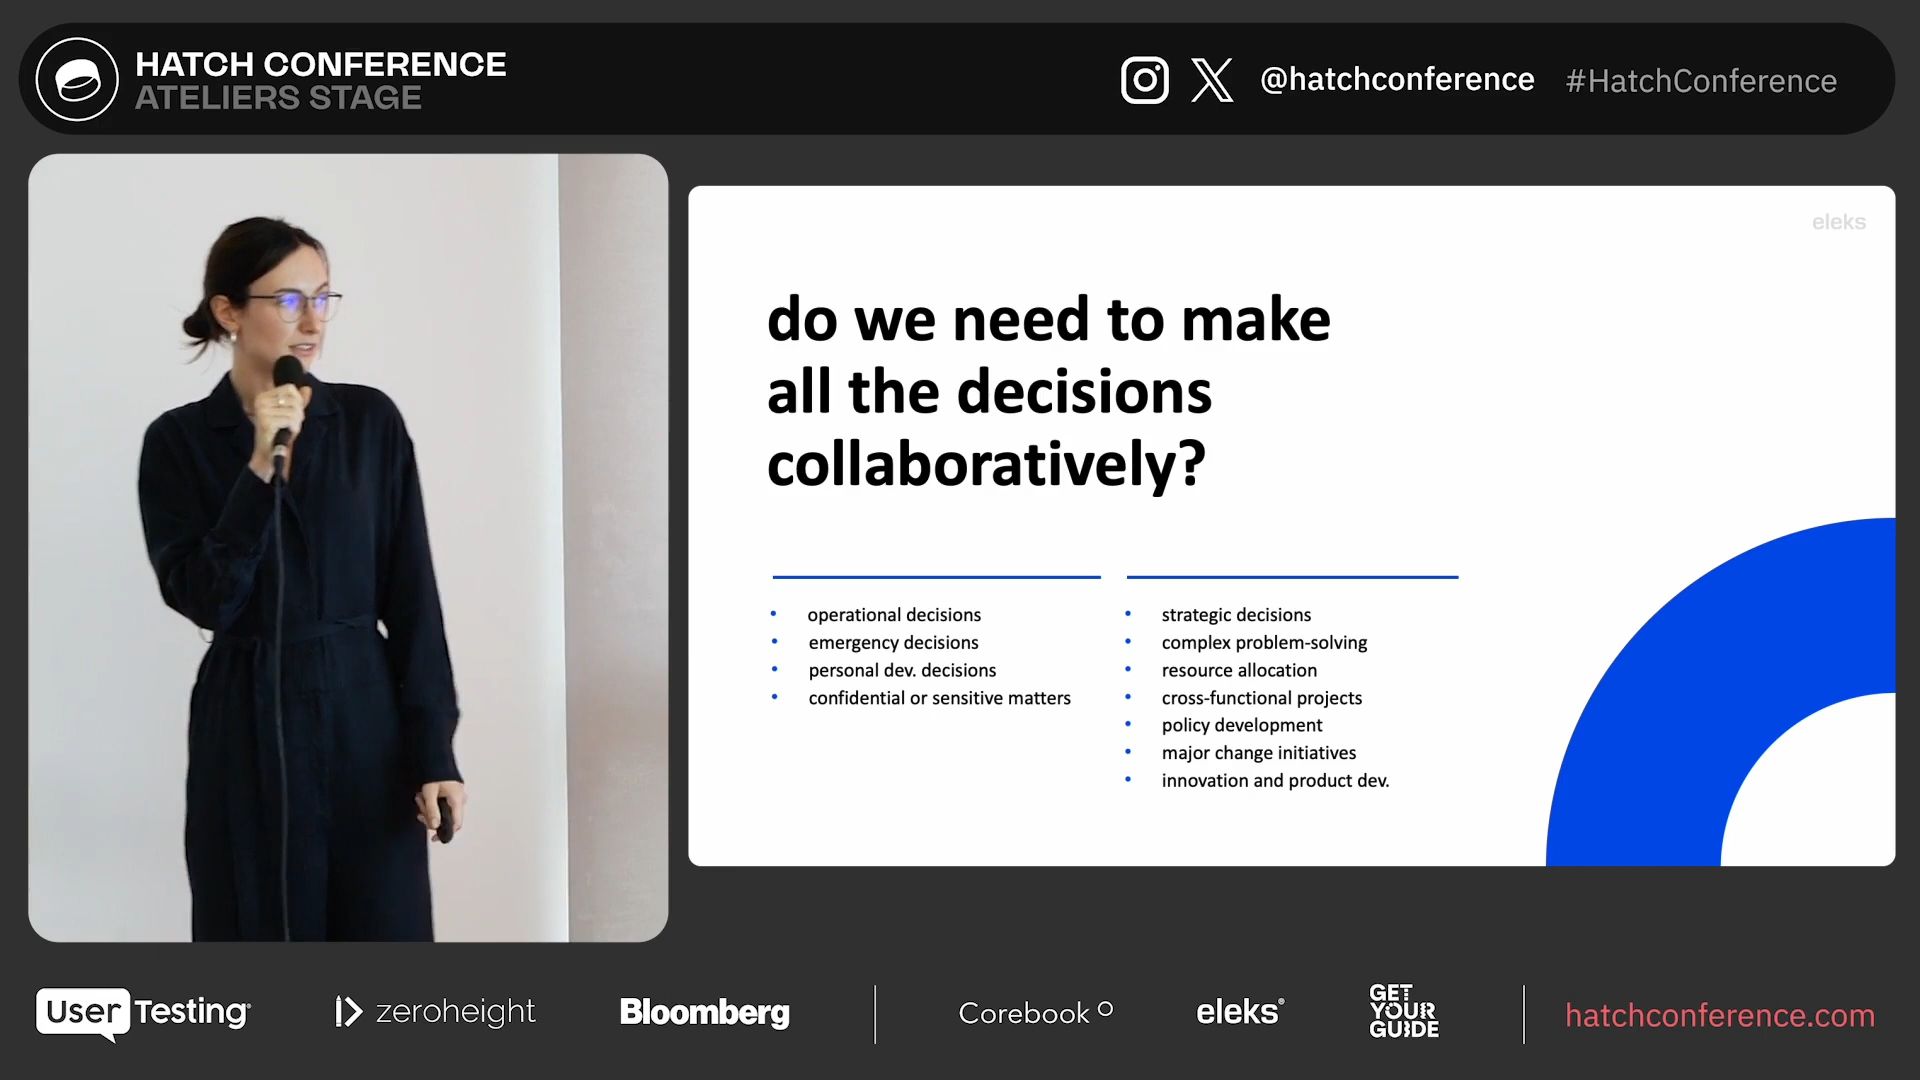 HATCH CONFERENCE
ATELIERS STAGE
@hatchconference #HatchConference
eleks
do we need to make
all the decisions
collaboratively?
• operational decisions
• emergency decisions
• personal dev. decisions
• confidential or sensitive matters
• strategic decisions
• complex problem-solving
• resource allocation
• cross-functional projects
• policy development
• major change initiatives
• innovation and product dev.
UserTesting®
zeroheight
Bloomberg
Corebook
eleks®
GET
YOUR
GUIDE
hatchconference.com